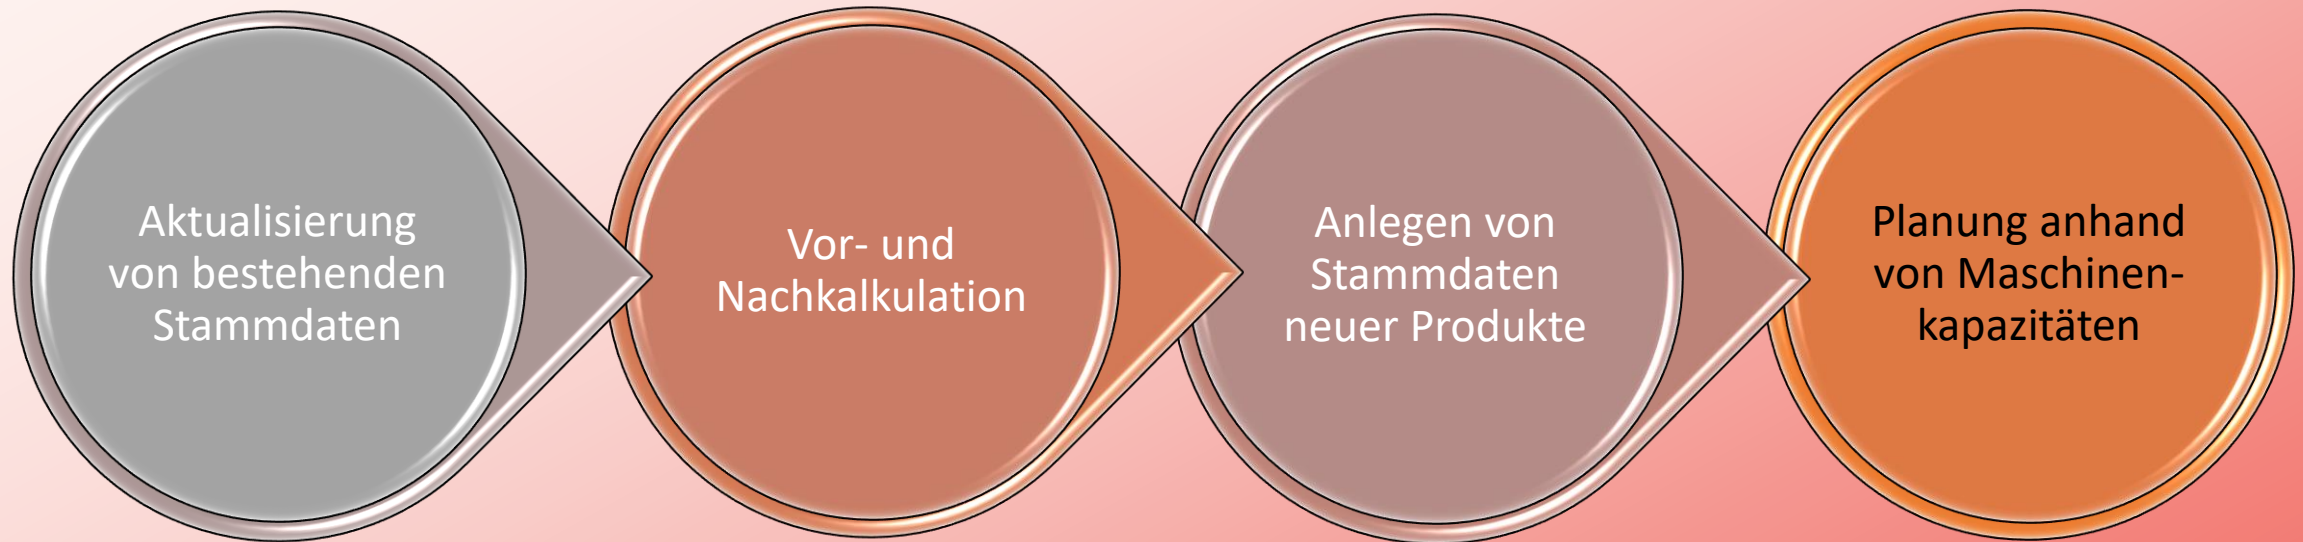 Aktualisierung
von bestehenden
Stammdaten
Vor- und
Nachkalkulation
Anlegen von
Stammdaten
neuer Produkte
Planung anhand
von Maschinen-
kapazitäten